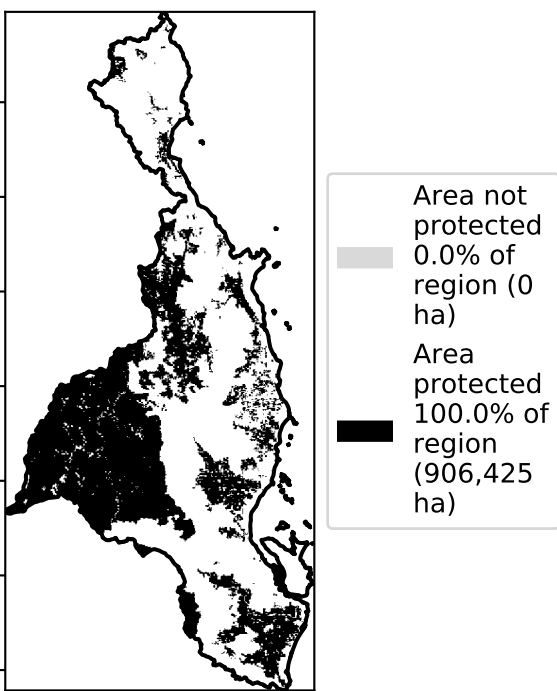 Area not
protected
0.0% of
region (0
ha)
Area
protected
100.0% of
region
(906,425
ha)